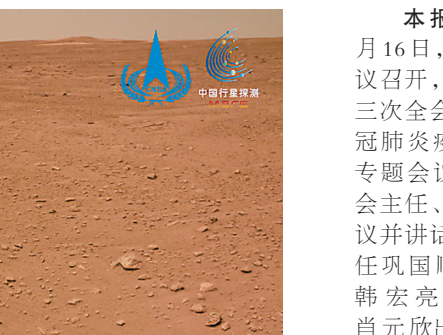 中国行星探测
MARS
本报
月16日，
议召开，
三次全会
冠肺炎疫
专题会议
会主任、
议并讲话
任巩国顺
韩宏亮
肖元欣出